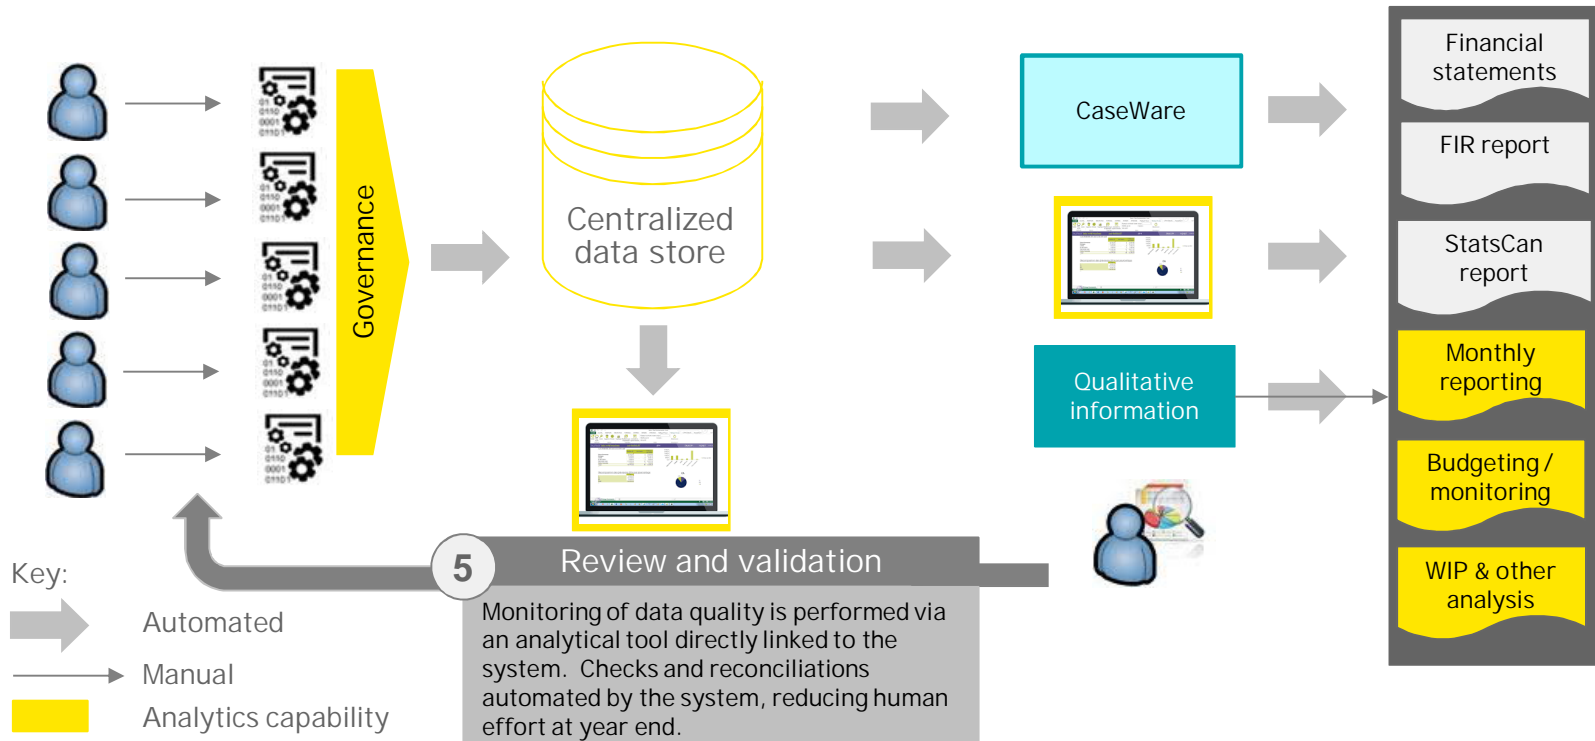 Governance
Centralized
data store
CaseWare
Qualitative
information
Financial
statements
FIR report
StatsCan
report
Monthly
reporting
Budgeting /
monitoring
WIP & other
analysis
5
Review and validation
Monitoring of data quality is performed via
an analytical tool directly linked to the
system. Checks and reconciliations
automated by the system, reducing human
effort at year end.
Key:
Automated
Manual
Analytics capability